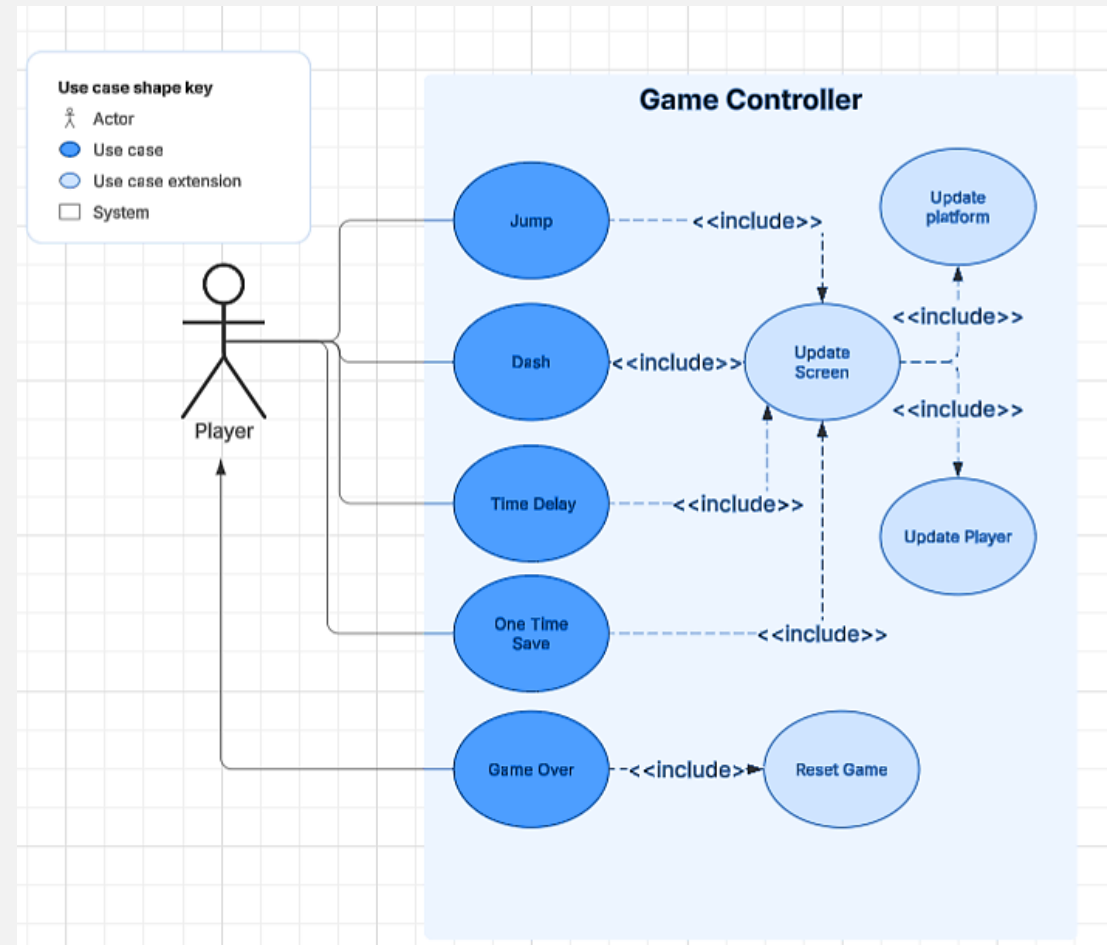 Use case shape key
Actor
Use case
Use case extension
System
Player
Game Controller
Jump
<<include>>
Update
platform
<<include>>
Dash
<<include>>
Update
Screen
<<include>>
Time Delay
<<include>>
Update Player
One Time
Save
<<include>>
Game Over
<<include>
Reset Game